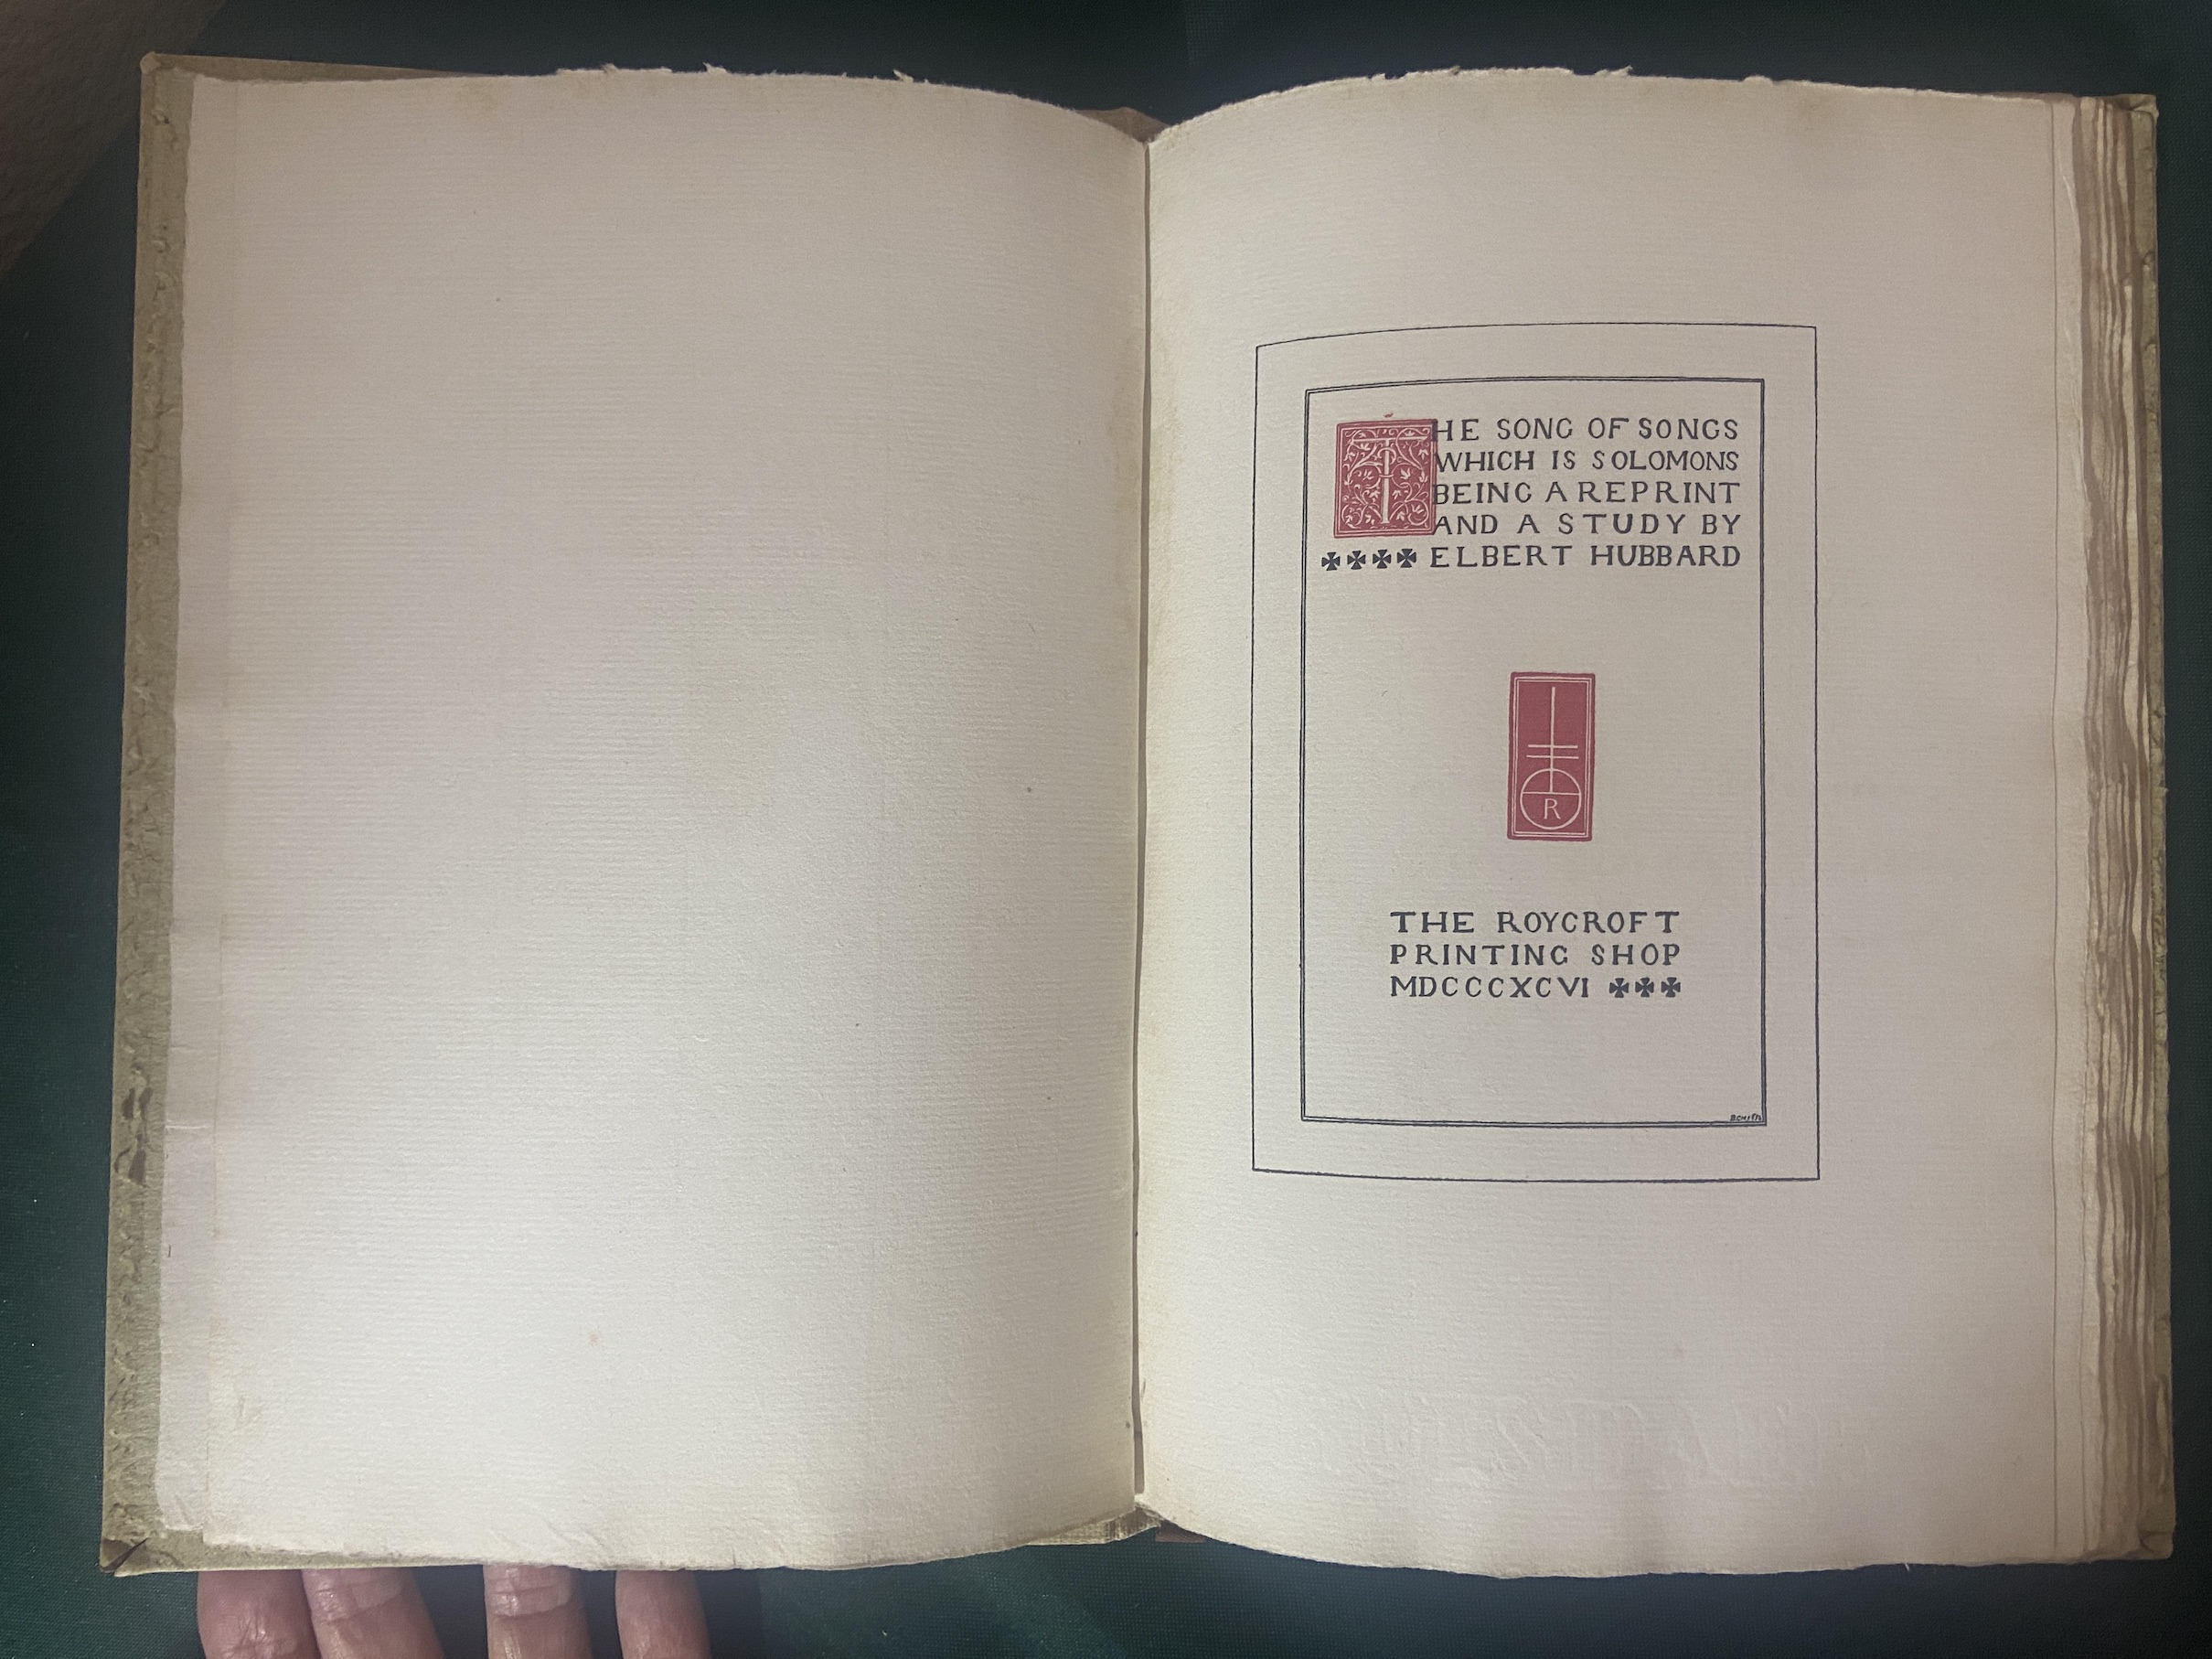 THE SONG OF SONGS
WHICH IS SOLOMONS
BEING A REPRINT
AND A STUDY BY
✠✠✠✠ ELBERT HUBBARD
R
THE ROYCROFT
PRINTING SHOP
MDCCCXCVI ✠✠✠